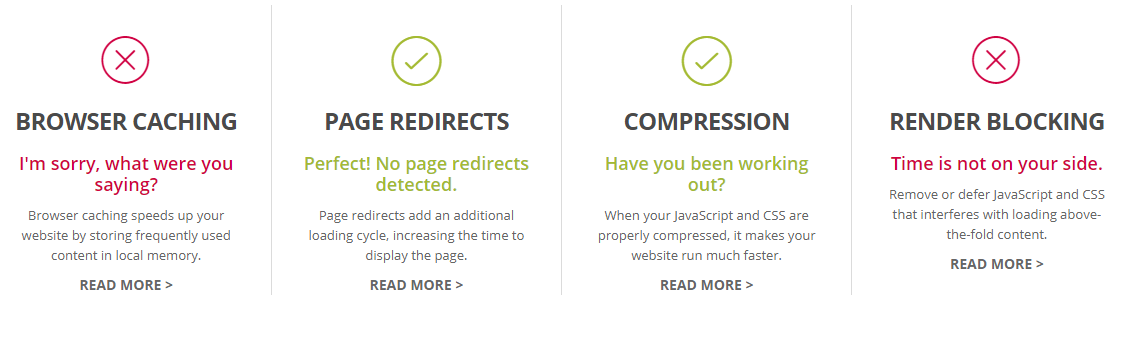 BROWSER CACHING
I'm sorry, what were you
saying?
Browser caching speeds up your
website by storing frequently used
content in local memory.
READ MORE >
PAGE REDIRECTS
Perfect! No page redirects
detected.
Page redirects add an additional
loading cycle, increasing the time to
display the page.
READ MORE >
COMPRESSION
Have you been working
out?
When your JavaScript and CSS are
properly compressed, it makes your
website run much faster.
READ MORE >
RENDER BLOCKING
Time is not on your side.
Remove or defer JavaScript and CSS
that interferes with loading above-
the-fold content.
READ MORE >